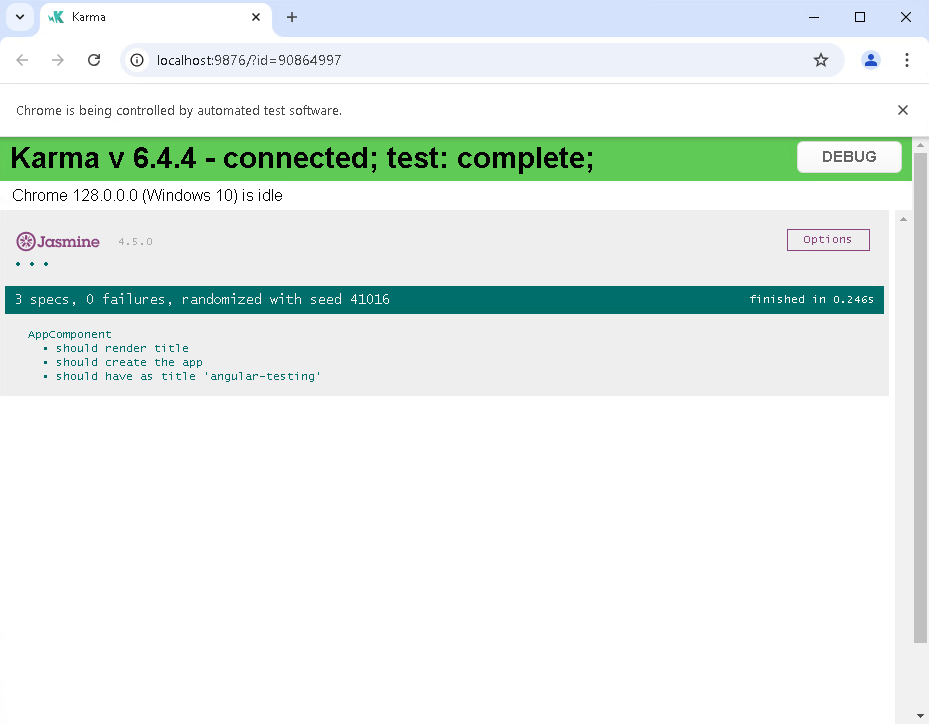 Karma
localhost:9876/?id=90864997
Chrome is being controlled by automated test software.
Karma v 6.4.4 - connected; test: complete;
DEBUG
Chrome 128.0.0.0 (Windows 10) is idle
Jasmine 4.5.0
Options
• • •
3 specs, 0 failures, randomized with seed 41016
finished in 0.246s
AppComponent
• should render title
• should create the app
• should have as title 'angular-testing'